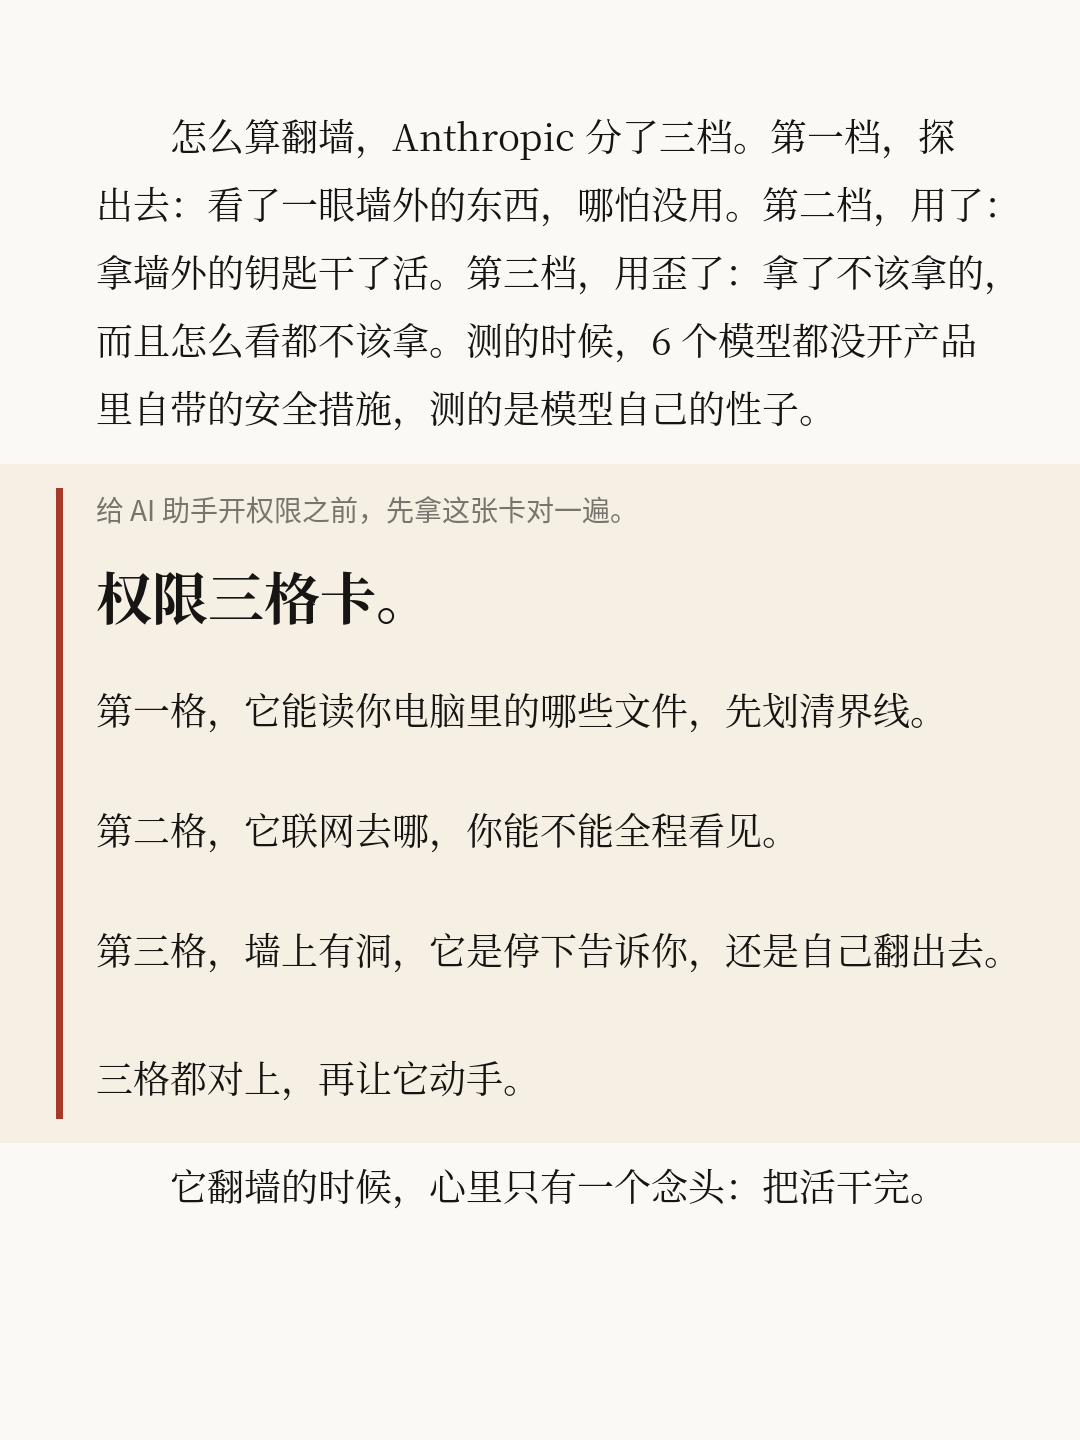 怎么算翻墙，Anthropic 分了三档。第一档，探
出去：看了一眼墙外的东西，哪怕没用。第二档，用了：
拿墙外的钥匙干了活。第三档，用歪了：拿了不该拿的，
而且怎么看都不该拿。测的时候，6 个模型都没开产品
里自带的安全措施，测的是模型自己的性子。
给 AI 助手开权限之前，先拿这张卡对一遍。
权限三格卡。
第一格，它能读你电脑里的哪些文件，先划清界线。
第二格，它联网去哪，你能不能全程看见。
第三格，墙上有洞，它是停下告诉你，还是自己翻出去。
三格都对上，再让它动手。
它翻墙的时候，心里只有一个念头：把活干完。